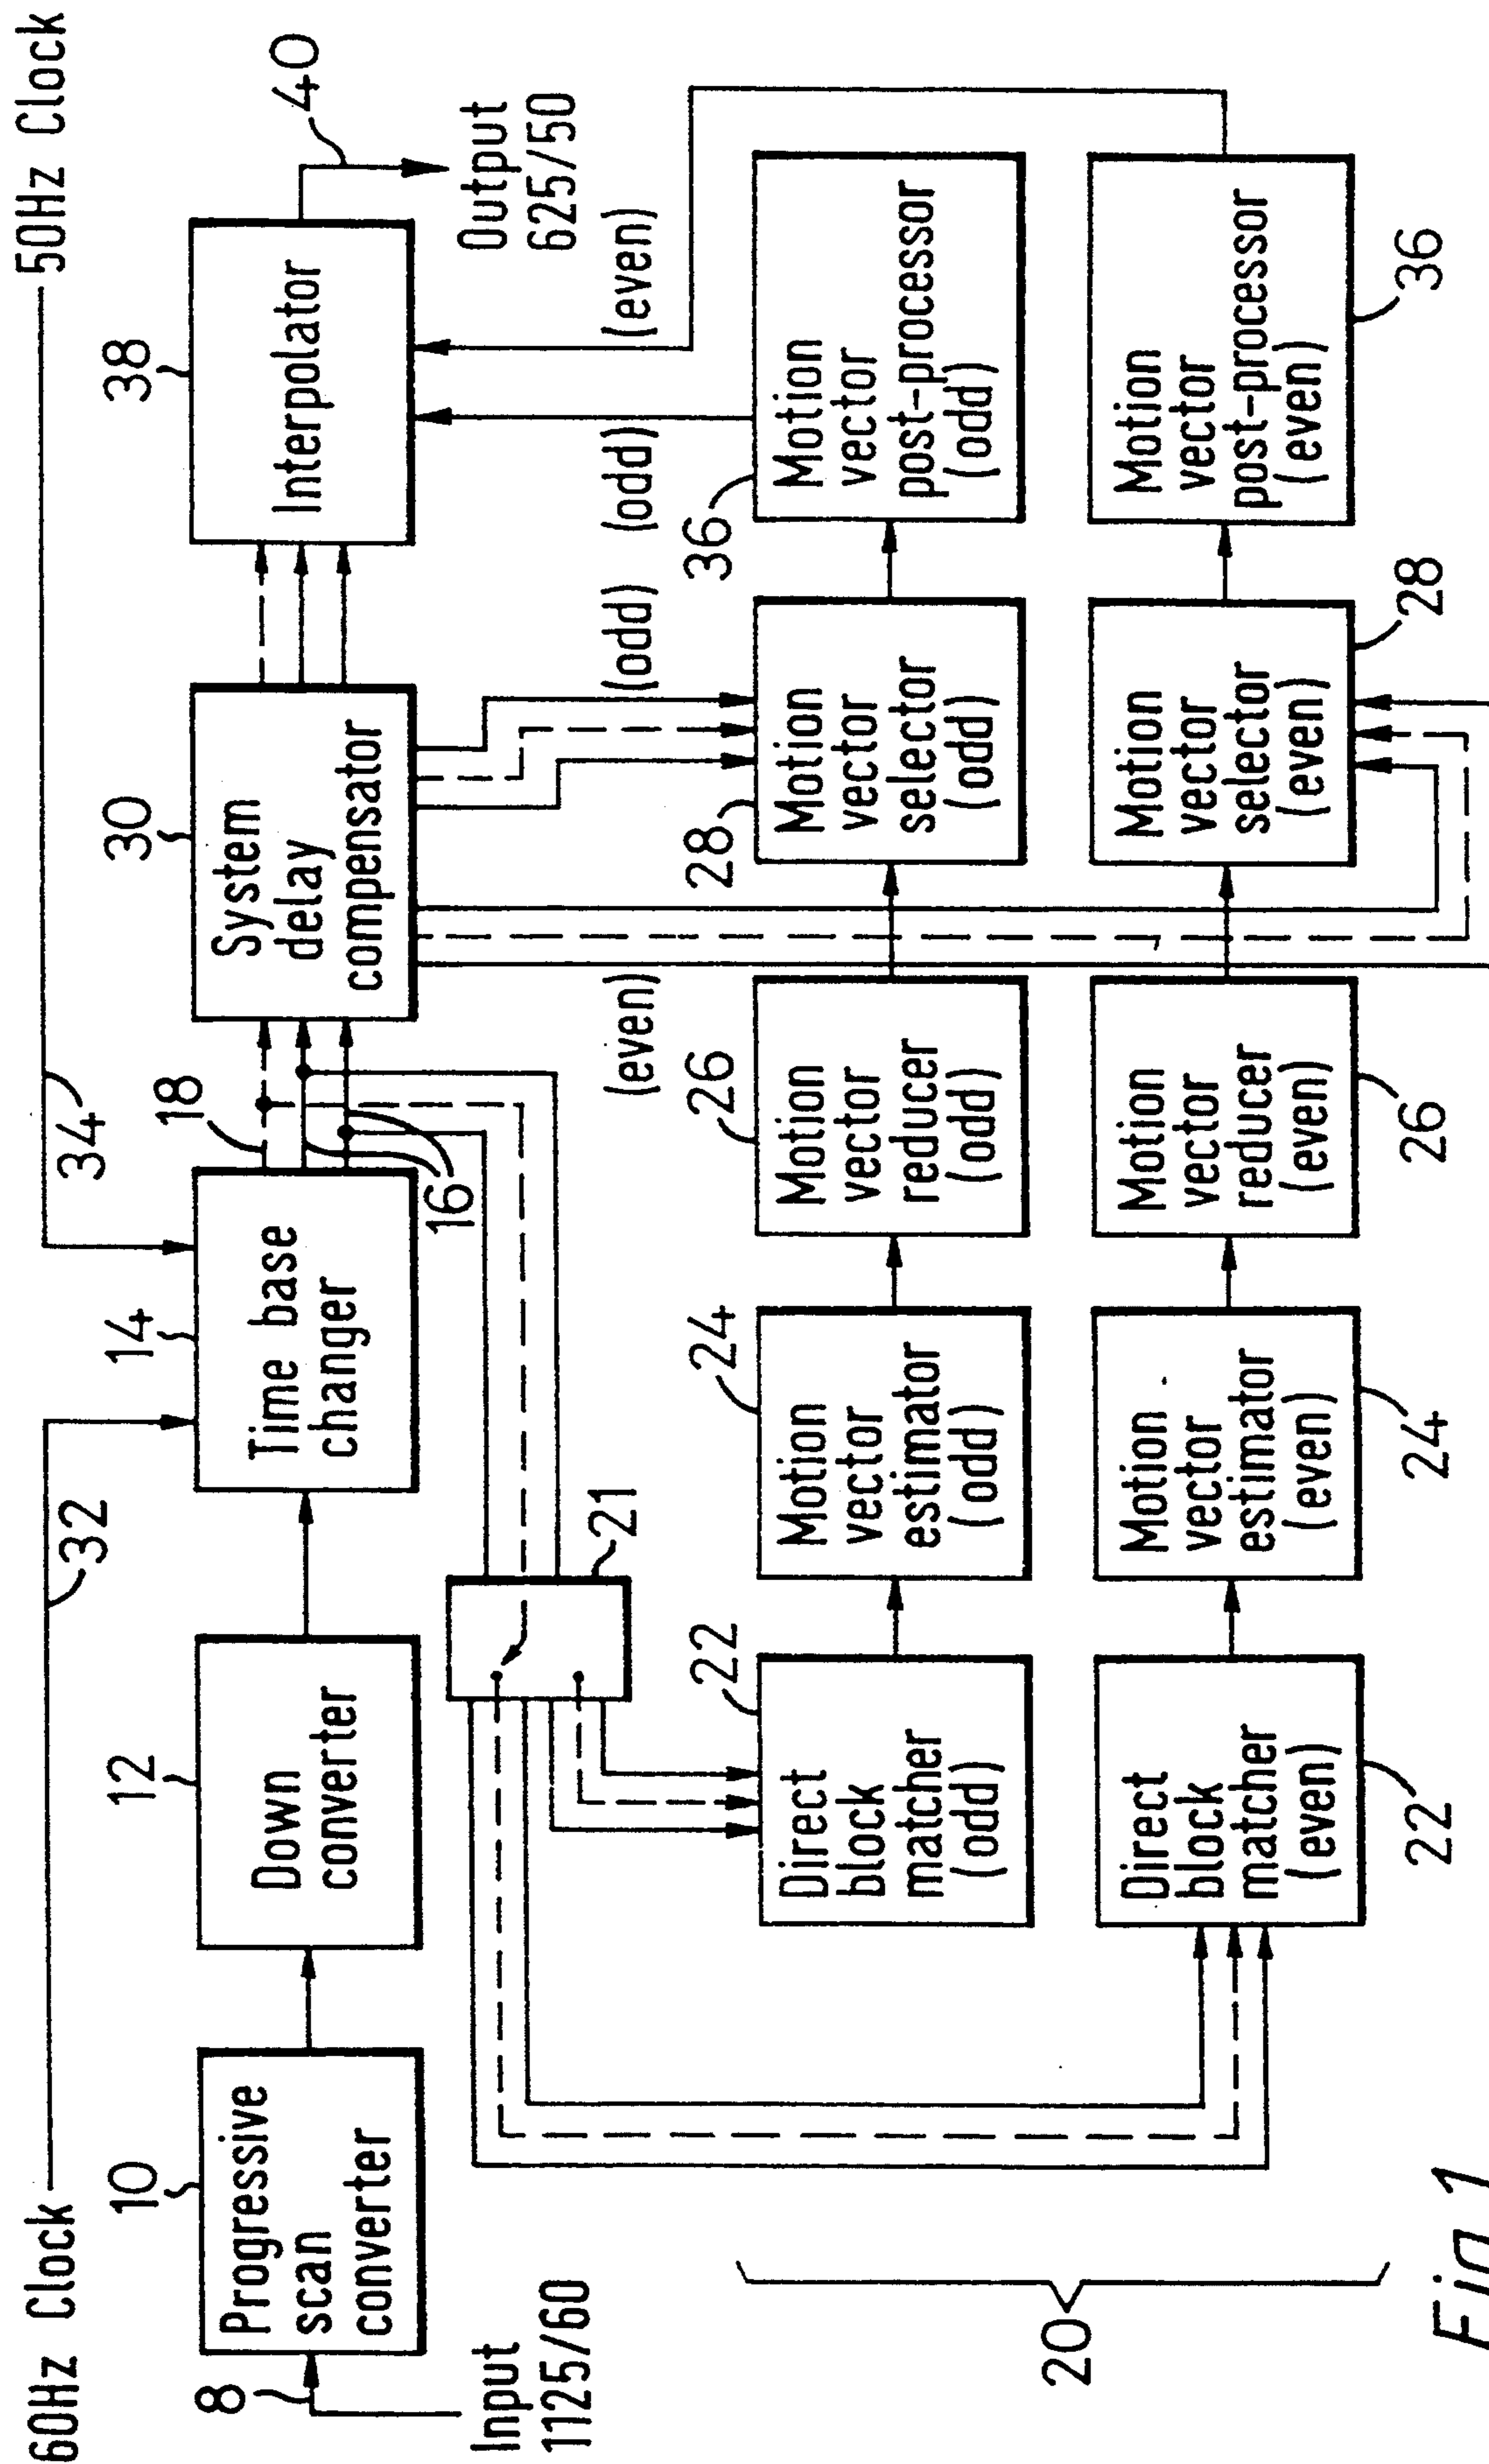 60Hz Clock
50Hz Clock
32
34
10
12
14
18
30
38
8
Progressive
scan
converter
Down
converter
Time base
changer
System
delay
compensator
Interpolator
16
40
Input
1125/60
Output
625/50
21
(even)
(odd)
(odd)
(even)
22
24
26
28
36
Direct
block
matcher
(odd)
Motion
vector
estimator
(odd)
Motion
vector
reducer
(odd)
Motion
vector
selector
(odd)
Motion
vector
post-processor
(odd)
20
Direct
block
matcher
(even)
Motion
vector
estimator
(even)
Motion
vector
reducer
(even)
Motion
vector
selector
(even)
Motion
vector
post-processor
(even)
22
24
26
28
36
Fig.1